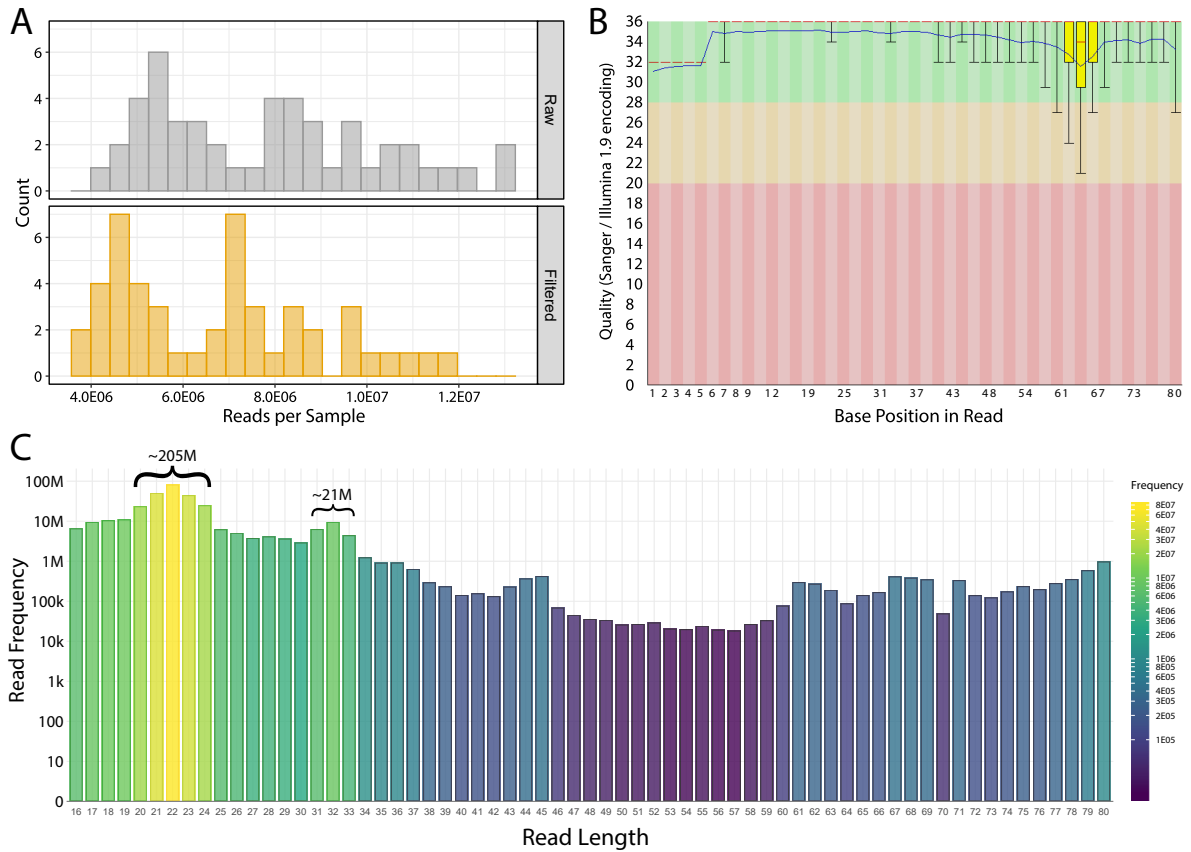 A
6
4
2
0
Raw
Count
6
4
2
0
Filtered
4.0E06 6.0E06 8.0E06 1.0E07 1.2E07
Reads per Sample
B
36
34
32
30
28
26
24
22
20
18
16
14
12
10
8
6
4
2
0
Quality (Sanger / Illumina 1.9 encoding)
1 2 3 4 5 6 7 8 9 12 19 25 31 37 43 48 54 61 67 73 80
Base Position in Read
C
~205M
~21M
100M
10M
1M
100k
10k
1k
100
10
0
Read Frequency
16 17 18 19 20 21 22 23 24 25 26 27 28 29 30 31 32 33 34 35 36 37 38 39 40 41 42 43 44 45 46 47 48 49 50 51 52 53 54 55 56 57 58 59 60 61 62 63 64 65 66 67 68 69 70 71 72 73 74 75 76 77 78 79 80
Read Length
Frequency
8E07
6E07
4E07
3E07
2E07
1E07
8E06
6E06
4E06
3E06
2E06
1E06
8E05
6E05
4E05
3E05
2E05
1E05